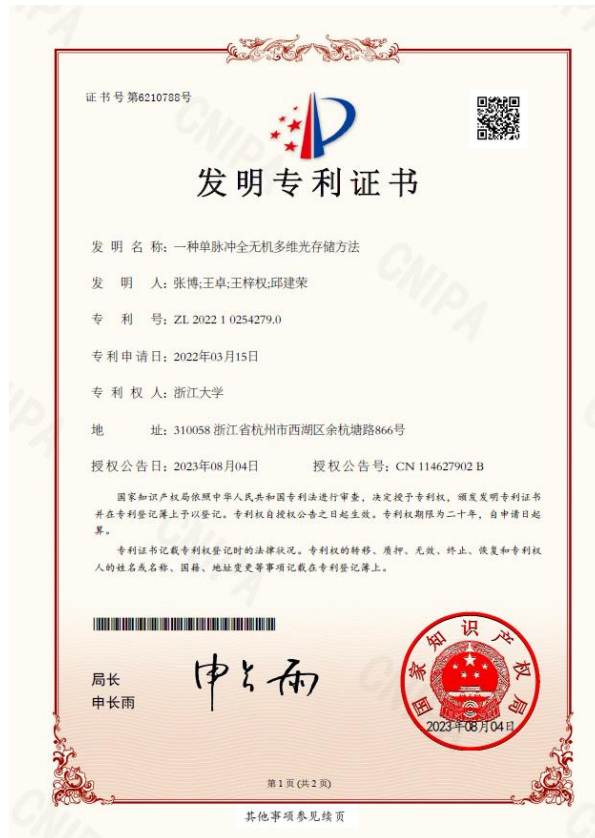 证书号第6210788号
发明专利证书
发 明 名 称：一种单脉冲全无机多维光存储方法
发 明 人：张博;王卓;王梓权;邱建荣
专 利 号：ZL 2022 1 0254279.0
专利申请日：2022年03月15日
专 利 权 人：浙江大学
地 址：310058 浙江省杭州市西湖区余杭塘路866号
授权公告日：2023年08月04日 授权公告号：CN 114627902 B
国家知识产权局依照中华人民共和国专利法进行审查，决定授予专利权，颁发发明专利证书
并在专利登记簿上予以登记。专利权自授权公告之日起生效。专利权期限为二十年，自申请日起
算。
专利证书记载专利权登记时的法律状况。专利权的转移、质押、无效、终止、恢复和专利权
人的姓名或名称、国籍、地址变更等事项记载在专利登记簿上。
局长
申长雨
申长雨
国家知识产权局
2023年08月04日
第 1 页 (共 2 页)
其他事项参见续页
CNIPA
CNIPA
CNIPA